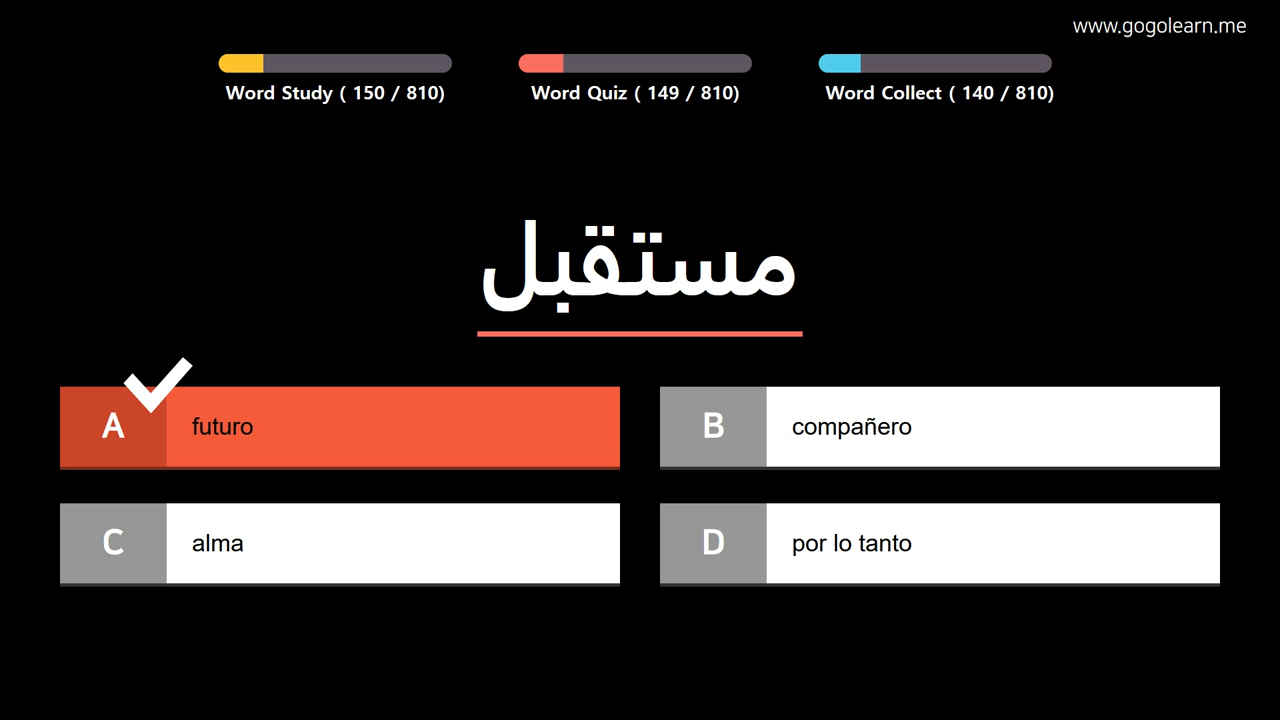 www.gogolearn.me
Word Study ( 150 / 810)
Word Quiz ( 149 / 810)
Word Collect ( 140 / 810)
مستقبل
A futuro
B compañero
C alma
D por lo tanto